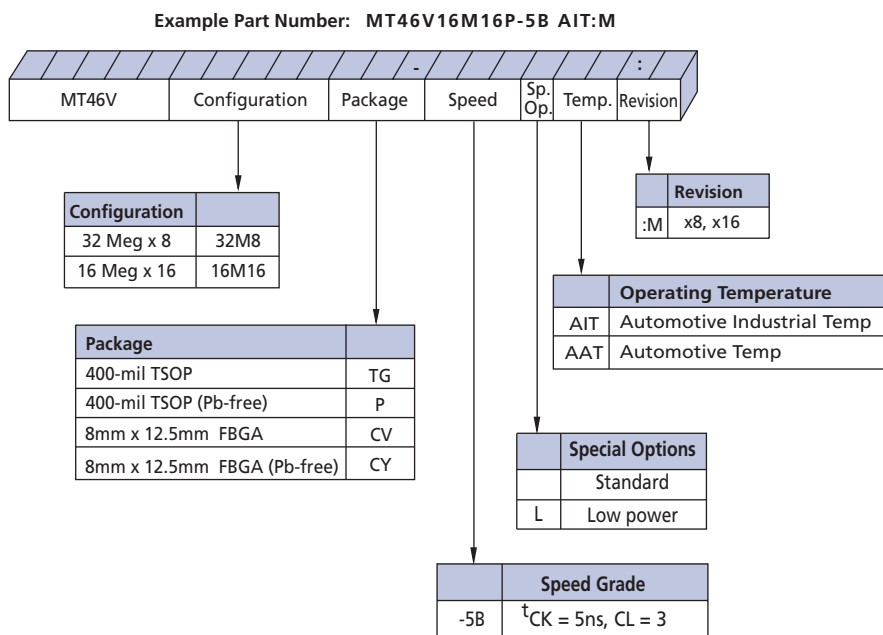 Example Part Number: MT46V16M16P-5B AIT:M
- :
MT46V Configuration Package Speed Sp. Op. Temp. Revision
Configuration
32 Meg x 8 32M8
16 Meg x 16 16M16
Revision
:M x8, x16
Operating Temperature
AIT Automotive Industrial Temp
AAT Automotive Temp
Package
400-mil TSOP TG
400-mil TSOP (Pb-free) P
8mm x 12.5mm FBGA CV
8mm x 12.5mm FBGA (Pb-free) CY
Special Options
Standard
L Low power
Speed Grade
-5B tCK = 5ns, CL = 3